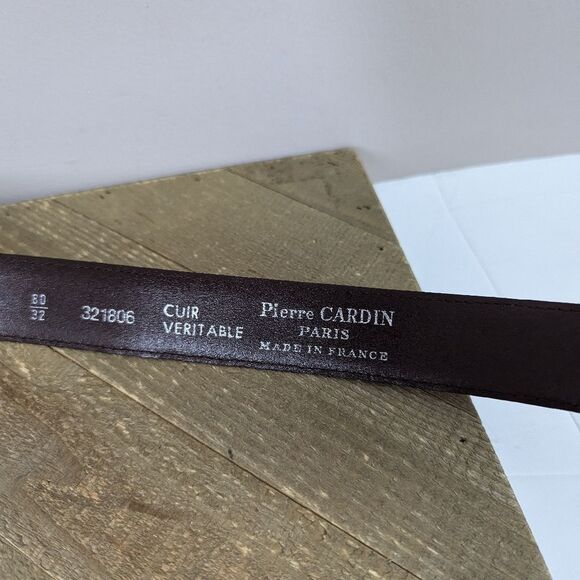 80
32
321806
CUIR
VERITABLE
Pierre CARDIN
PARIS
MADE IN FRANCE